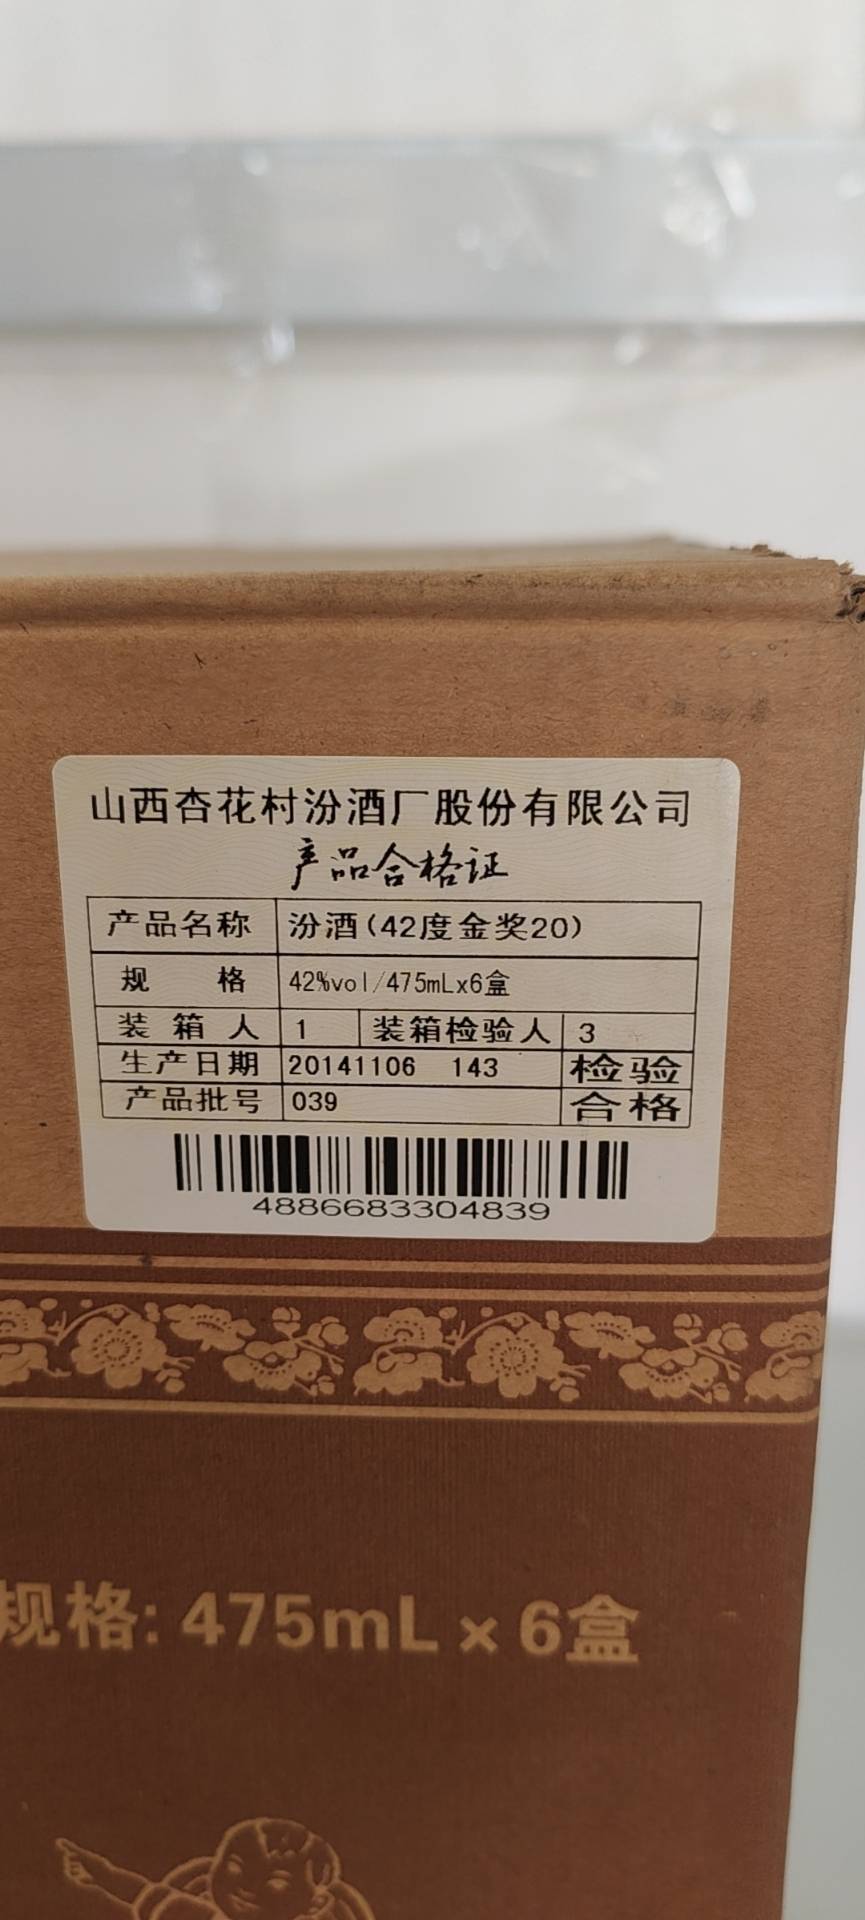 山西杏花村汾酒厂股份有限公司
产品合格证
产品名称 汾酒(42度金奖20)
规 格 42%vol/475mLx6盒
装箱人 1 装箱检验人 3
生产日期 20141106 143 检验
产品批号 039 合格
4886683304839
规格: 475mL × 6盒